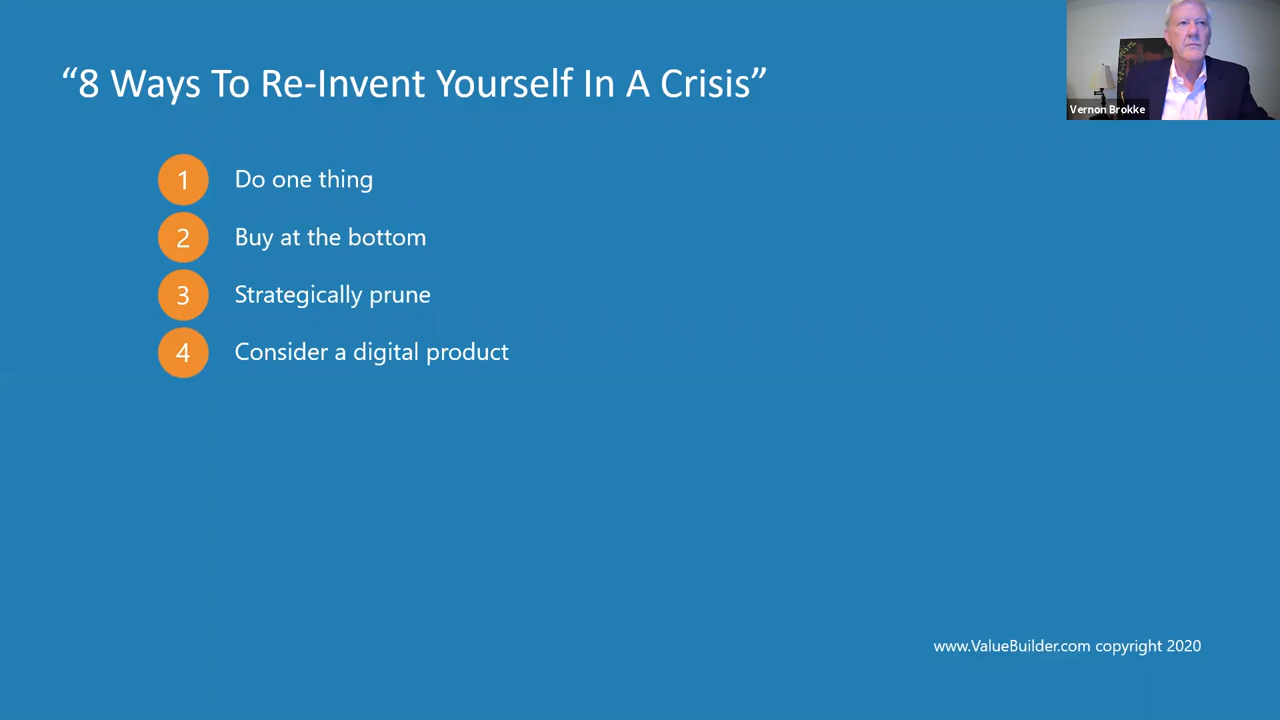 “8 Ways To Re-Invent Yourself In A Crisis”
Vernon Brokke
1 Do one thing
2 Buy at the bottom
3 Strategically prune
4 Consider a digital product
www.ValueBuilder.com copyright 2020